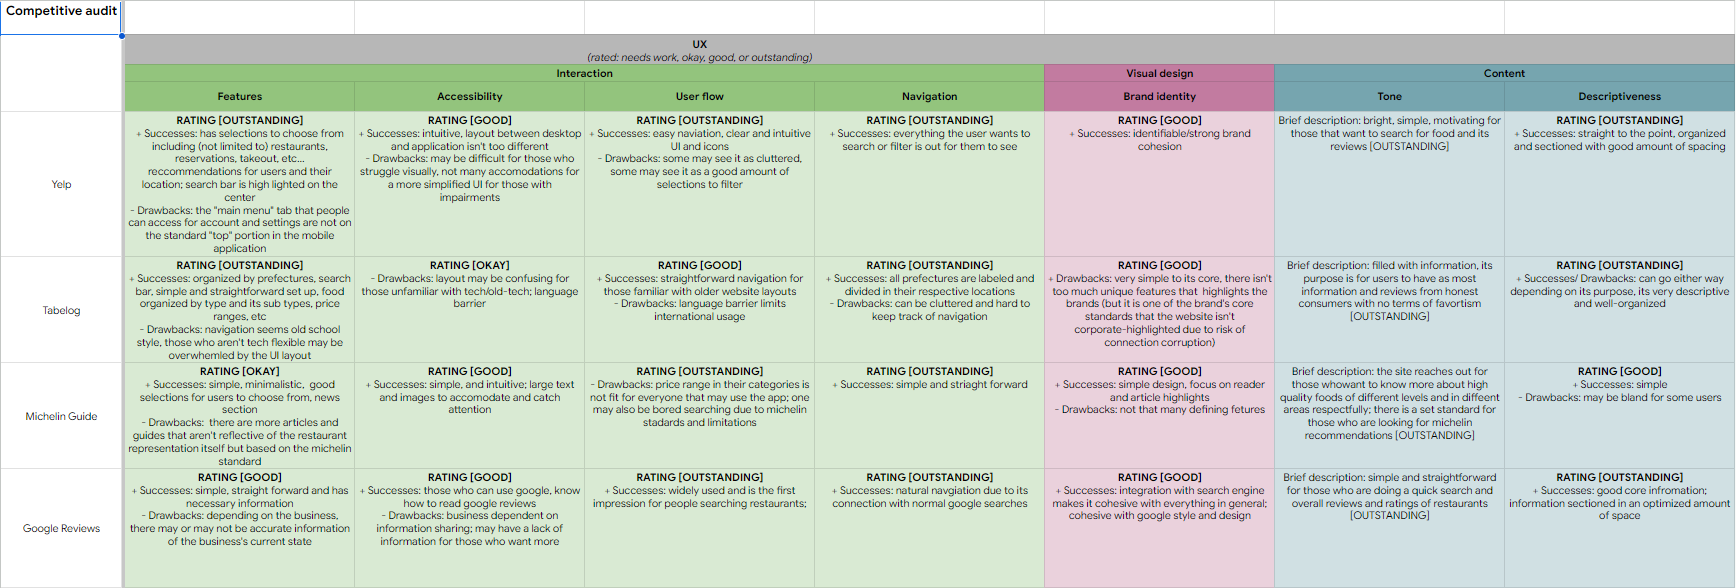 Competitive audit
UX
(rated: needs work, okay, good, or outstanding)
Interaction
Visual design
Content
Features
Accessibility
User flow
Navigation
Brand identity
Tone
Descriptiveness
Yelp
RATING [OUTSTANDING]
+ Successes: has selections to choose from
including (not limited to) restaurants,
reservations, takeout, etc...
reccommendations for users and their
location; search bar is high lighted on the
center
- Drawbacks: the "main menu" tab that people
can access for account and settings are not on
the standard "top" portion in the mobile
application
RATING [GOOD]
+ Successes: intuitive, layout between desktop
and application isn't too different
- Drawbacks: may be difficult for those who
struggle visually, not many accomodations for
a more simplified UI for those with
impairments
RATING [OUTSTANDING]
+ Successes: easy naviation, clear and intuitive
UI and icons
- Drawbacks: some may see it as cluttered,
some may see it as a good amount of
selections to filter
RATING [OUTSTANDING]
+ Successes: everything the user wants to
search or filter is out for them to see
RATING [GOOD]
+ Successes: identifiable/strong brand
cohesion
Brief description: bright, simple, motivating for
those that want to search for food and its
reviews [OUTSTANDING]
RATING [OUTSTANDING]
+ Successes: straight to the point, organized
and sectioned with good amount of spacing
Tabelog
RATING [OUTSTANDING]
+ Successes: organized by prefectures, search
bar, simple and straightforward set up, food
organized by type and its sub types, price
ranges, etc
- Drawbacks: navigation seems old school
style, those who aren't tech flexible may be
overwhemled by the UI layout
RATING [OKAY]
- Drawbacks: layout may be confusing for
those unfamiliar with tech/old-tech; language
barrier
RATING [GOOD]
+ Successes: straightforward navigation for
those familiar with older website layouts
- Drawbacks: language barrier limits
international usage
RATING [OUTSTANDING]
+ Successes: all prefectures are labeled and
divided in their respective locations
- Drawbacks: can be cluttered and hard to
keep track of navigation
RATING [GOOD]
+ Drawbacks: very simple to its core, there isn't
too much unique features that highlights the
brands (but it is one of the brand's core
standards that the website isn't
corporate-highlighted due to risk of
connection corruption)
Brief description: filled with information, its
purpose is for users to have as most
information and reviews from honest
consumers with no terms of favortism
[OUTSTANDING]
RATING [OUTSTANDING]
+ Successes/ Drawbacks: can go either way
depending on its purpose, its very descriptive
and well-organized
Michelin Guide
RATING [OKAY]
+ Successes: simple, minimalistic, good
selections for users to choose from, news
section
- Drawbacks: there are more articles and
guides that aren't reflective of the restaurant
representation itself but based on the michelin
standard
RATING [GOOD]
+ Successes: simple, and intuitive; large text
and images to accomodate and catch
attention
RATING [OUTSTANDING]
- Drawbacks: price range in their categories is
not fit for everyone that may use the app; one
may also be bored searching due to michelin
stadards and limitations
RATING [OUTSTANDING]
+ Successes: simple and striaght forward
RATING [GOOD]
+ Successes: simple design, focus on reader
and article highlights
- Drawbacks: not that many defining fetures
Brief description: the site reaches out for
those whowant to know more about high
quality foods of different levels and in diffeent
areas respectfully; there is a set standard for
those who are looking for michelin
recommendations [OUTSTANDING]
RATING [GOOD]
+ Successes: simple
- Drawbacks: may be bland for some users
Google Reviews
RATING [GOOD]
+ Successes: simple, straight forward and has
necessary information
- Drawbacks: depending on the business,
there may or may not be accurate information
of the business's current state
RATING [GOOD]
+ Successes: those who can use google, know
how to read google reviews
- Drawbacks: business dependent on
information sharing; may have a lack of
information for those who want more
RATING [OUTSTANDING]
+ Successes: widely used and is the first
impression for people searching restaurants;
RATING [OUTSTANDING]
+ Successes: natural navgiation due to its
connection with normal google searches
RATING [GOOD]
+ Successes: integration with search engine
makes it cohesive with everything in general;
cohesive with google style and design
Brief description: simple and straightforward
for those who are doing a quick search and
overall reviews and ratings of restaurants
[OUTSTANDING]
RATING [OUTSTANDING]
+ Successes: good core infromation;
information sectioned in an optimized amount
of space